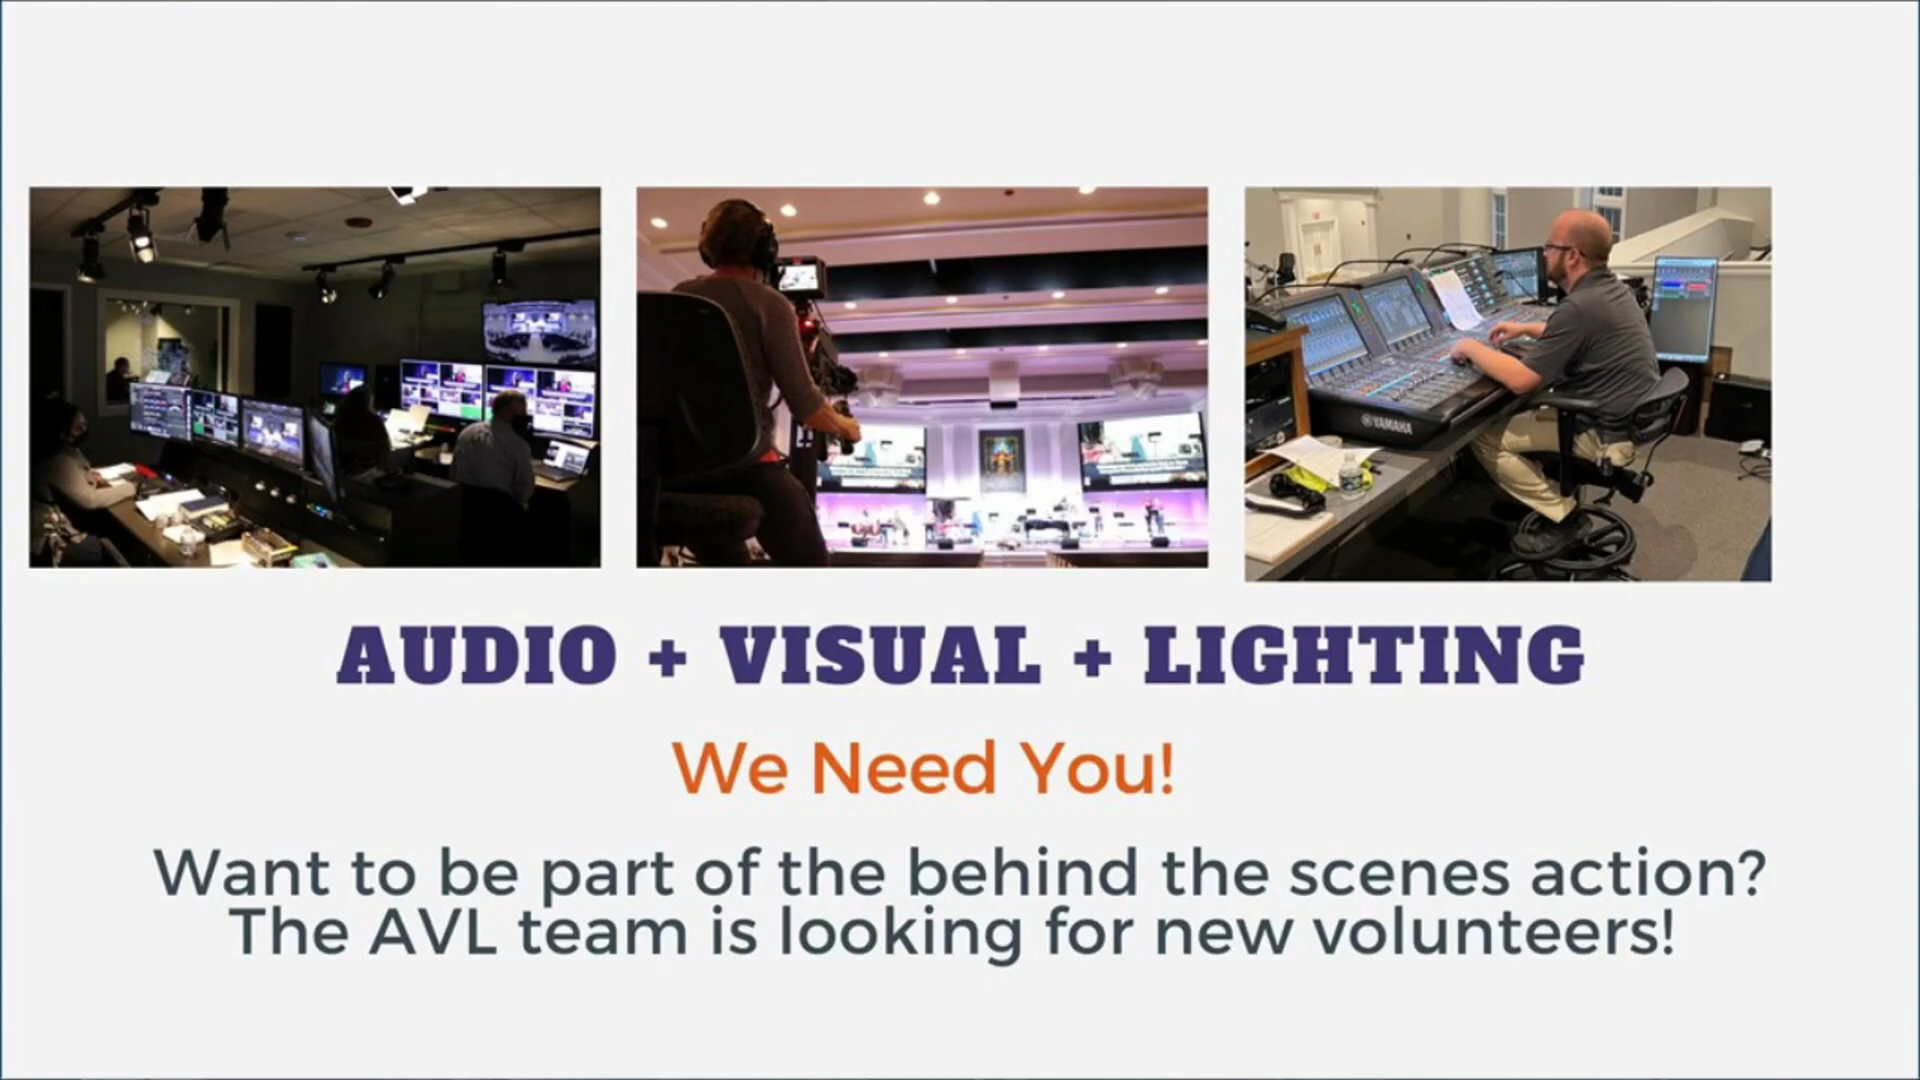 YAMAHA
AUDIO + VISUAL + LIGHTING
We Need You!
Want to be part of the behind the scenes action?
The AVL team is looking for new volunteers!